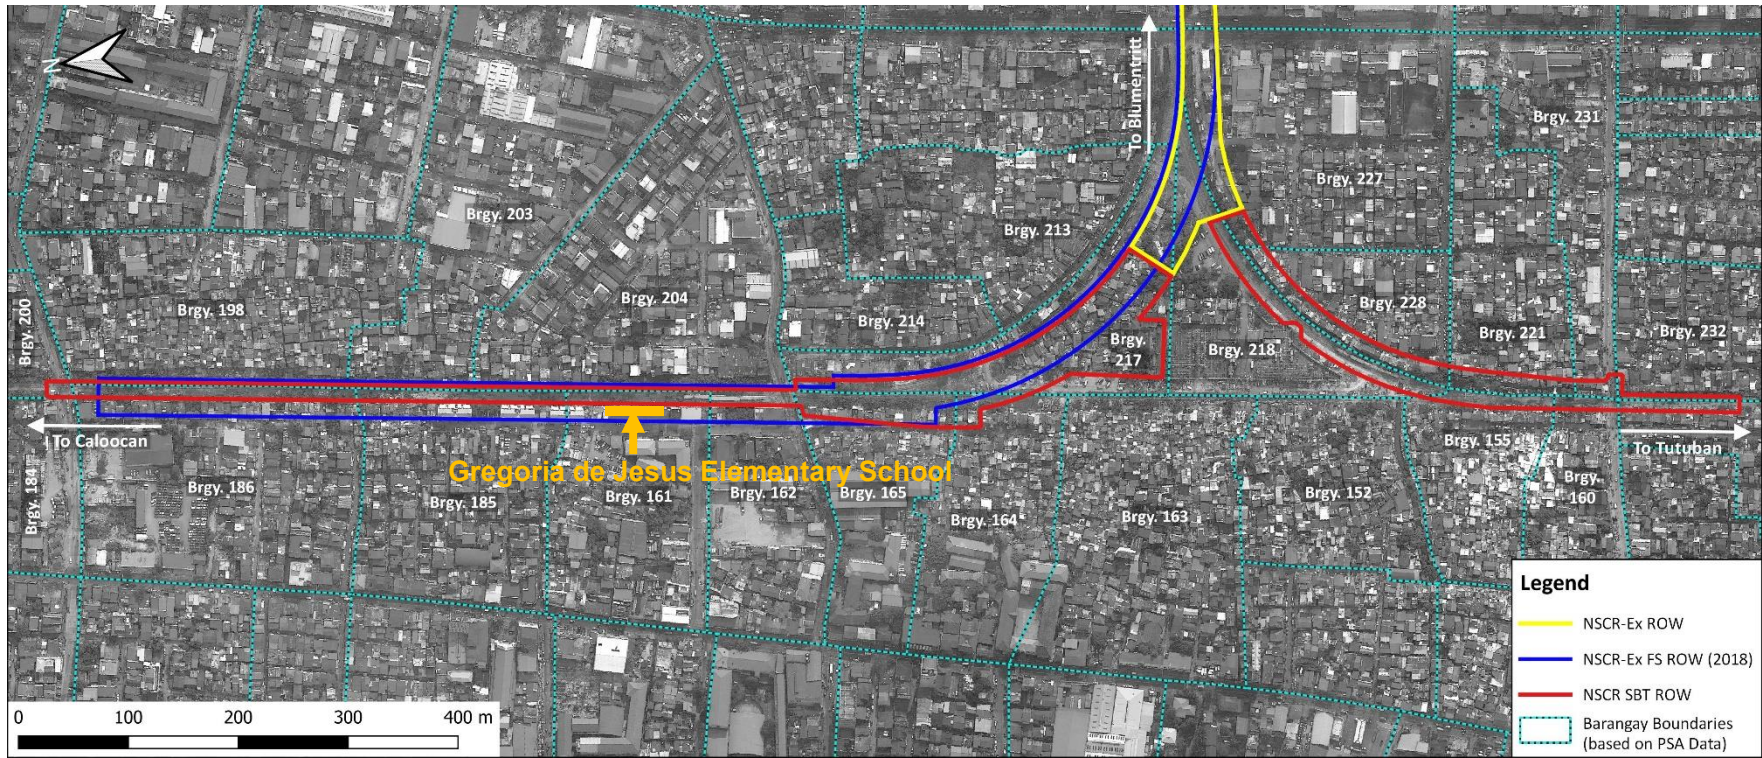 N
To Blumentritt
Brgy. 231
Brgy. 227
Brgy. 203
Brgy. 213
Brgy. 200
Brgy. 198
Brgy. 204
Brgy. 214
Brgy. 228
Brgy. 221
Brgy. 232
Brgy.
217
Brgy. 218
To Caloocan
Brgy. 155
To Tutuban
Gregoria de Jesus Elementary School
Brgy. 184
Brgy. 186
Brgy. 185
Brgy. 161
Brgy. 162
Brgy. 165
Brgy. 164
Brgy. 163
Brgy. 152
Brgy.
160
Legend
NSCR-Ex ROW
NSCR-Ex FS ROW (2018)
NSCR SBT ROW
Barangay Boundaries
(based on PSA Data)
0 100 200 300 400 m